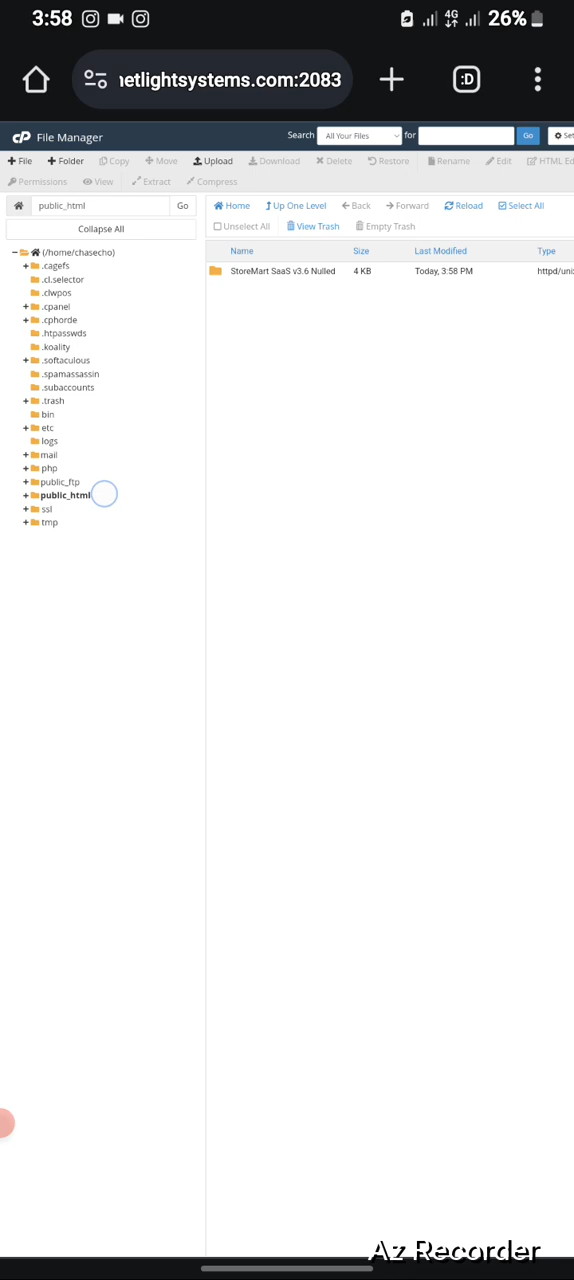 3:58 4G 26%
netlightsystems.com:2083 :D
cP File Manager Search All Your Files for Go Set
File Folder Copy Move Upload Download Delete Restore Rename Edit HTML Ed
Permissions View Extract Compress
public_html Go Home Up One Level Back Forward Reload Select All
Collapse All Unselect All View Trash Empty Trash
Name Size Last Modified Type
StoreMart SaaS v3.6 Nulled 4 KB Today, 3:58 PM httpd/uni
(/home/chasecho)
.cagefs
.cl.selector
.clwpos
.cpanel
.cphorde
.htpasswds
.koality
.softaculous
.spamassassin
.subaccounts
.trash
bin
etc
logs
mail
php
public_ftp
public_html
ssl
tmp
Az Recorder